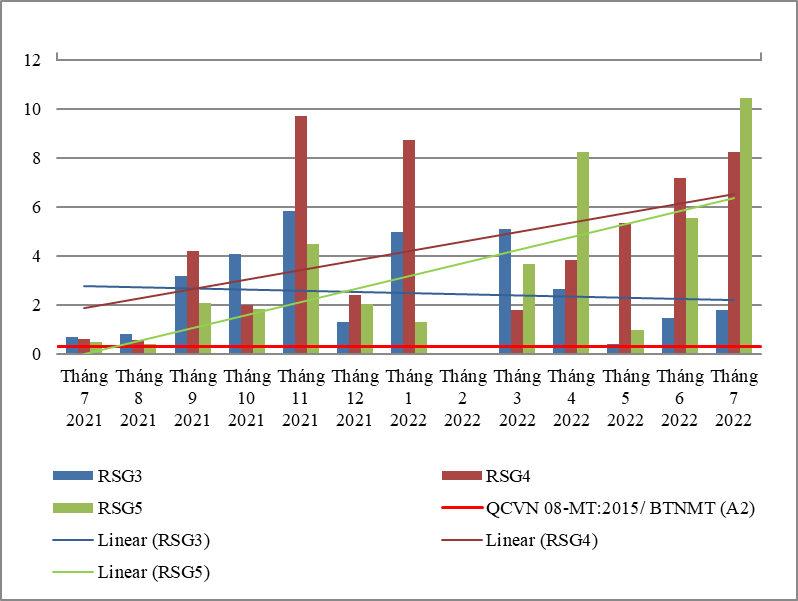 12
10
8
6
4
2
0
Tháng 7 2021
Tháng 8 2021
Tháng 9 2021
Tháng 10 2021
Tháng 11 2021
Tháng 12 2021
Tháng 1 2022
Tháng 2 2022
Tháng 3 2022
Tháng 4 2022
Tháng 5 2022
Tháng 6 2022
Tháng 7 2022
RSG3
RSG4
RSG5
QCVN 08-MT:2015/ BTNMT (A2)
Linear (RSG3)
Linear (RSG4)
Linear (RSG5)